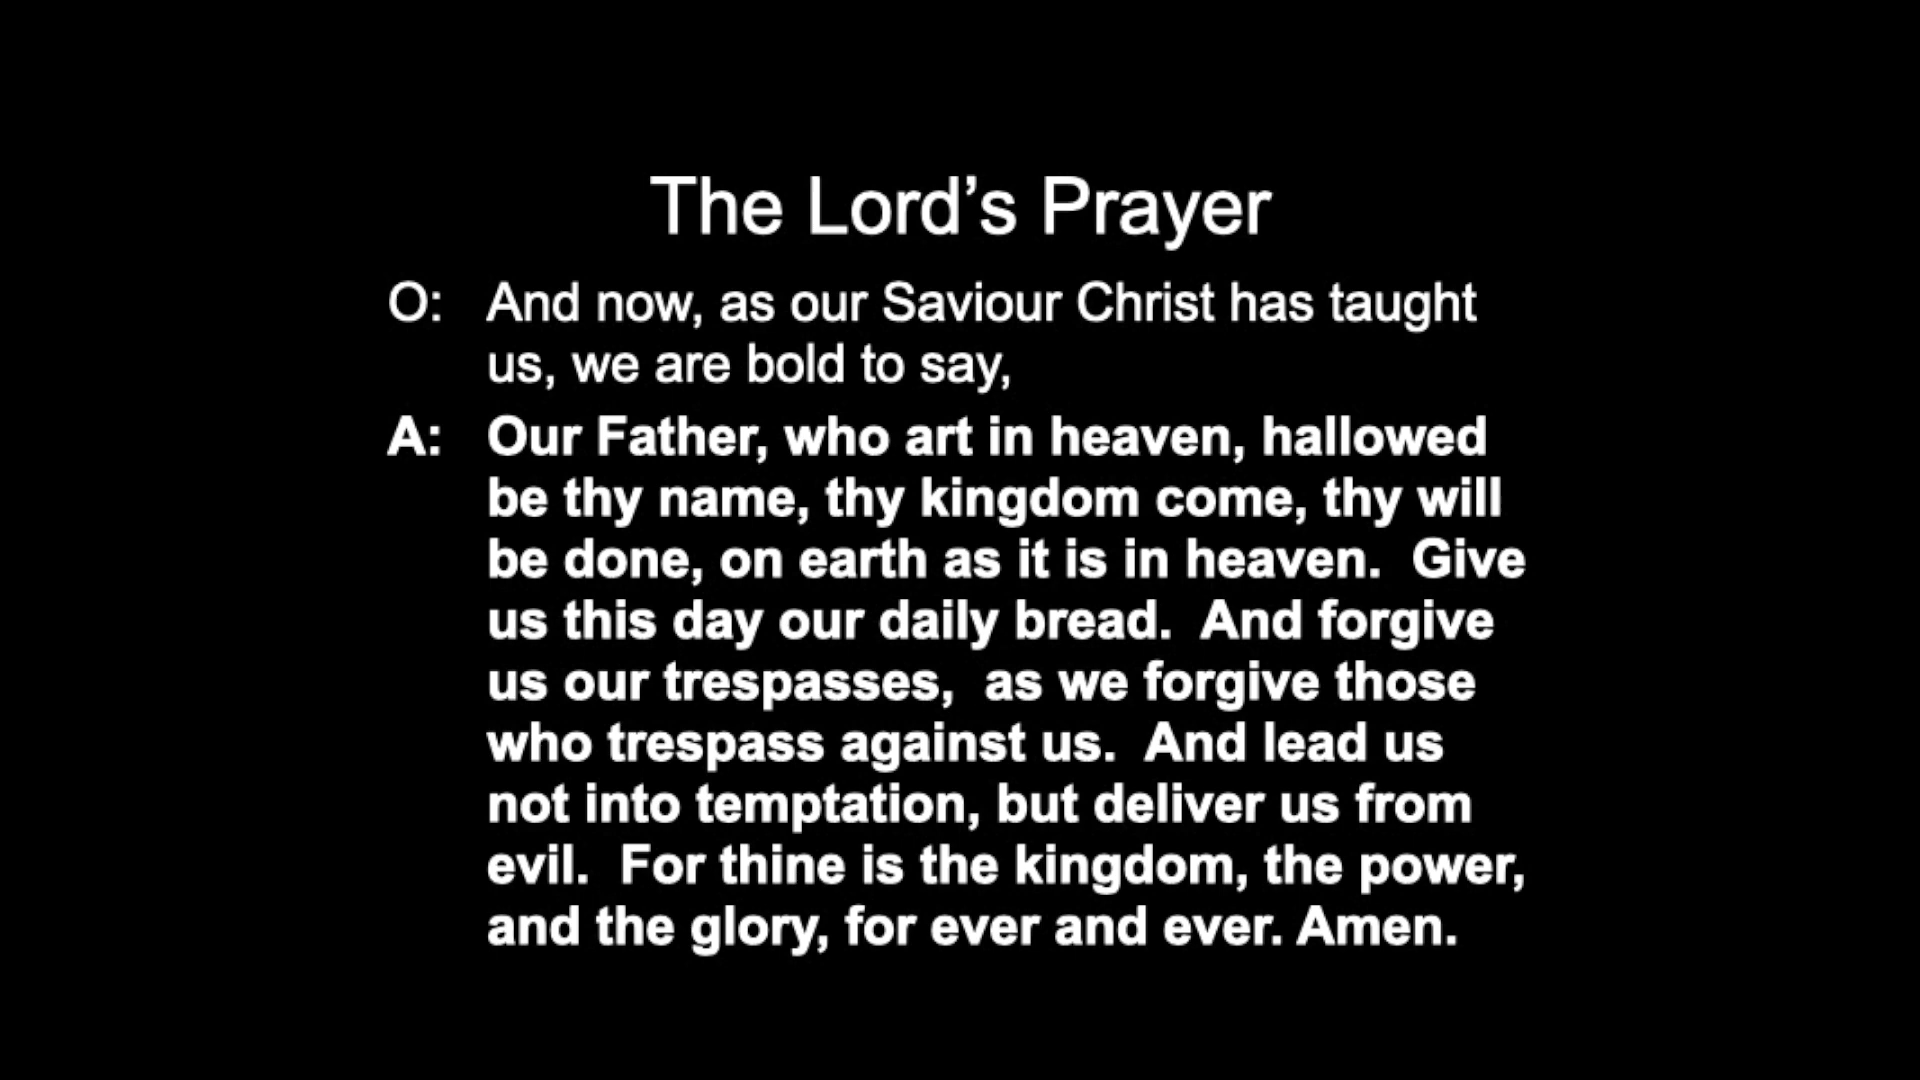 The Lord’s Prayer
O: And now, as our Saviour Christ has taught
us, we are bold to say,
A: Our Father, who art in heaven, hallowed
be thy name, thy kingdom come, thy will
be done, on earth as it is in heaven.  Give
us this day our daily bread.  And forgive
us our trespasses,  as we forgive those
who trespass against us.  And lead us
not into temptation, but deliver us from
evil.  For thine is the kingdom, the power,
and the glory, for ever and ever. Amen.